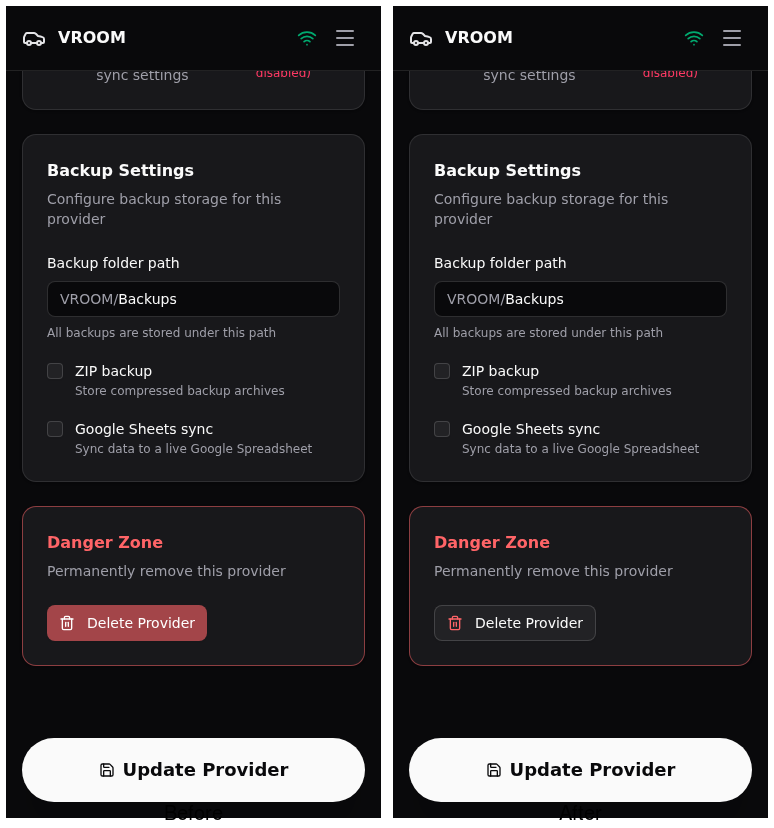 VROOM
sync settings
disabled)
Backup Settings
Configure backup storage for this
provider
Backup folder path
VROOM/Backups
All backups are stored under this path
ZIP backup
Store compressed backup archives
Google Sheets sync
Sync data to a live Google Spreadsheet
Danger Zone
Permanently remove this provider
Delete Provider
Update Provider
Before
VROOM
sync settings
disabled)
Backup Settings
Configure backup storage for this
provider
Backup folder path
VROOM/Backups
All backups are stored under this path
ZIP backup
Store compressed backup archives
Google Sheets sync
Sync data to a live Google Spreadsheet
Danger Zone
Permanently remove this provider
Delete Provider
Update Provider
After